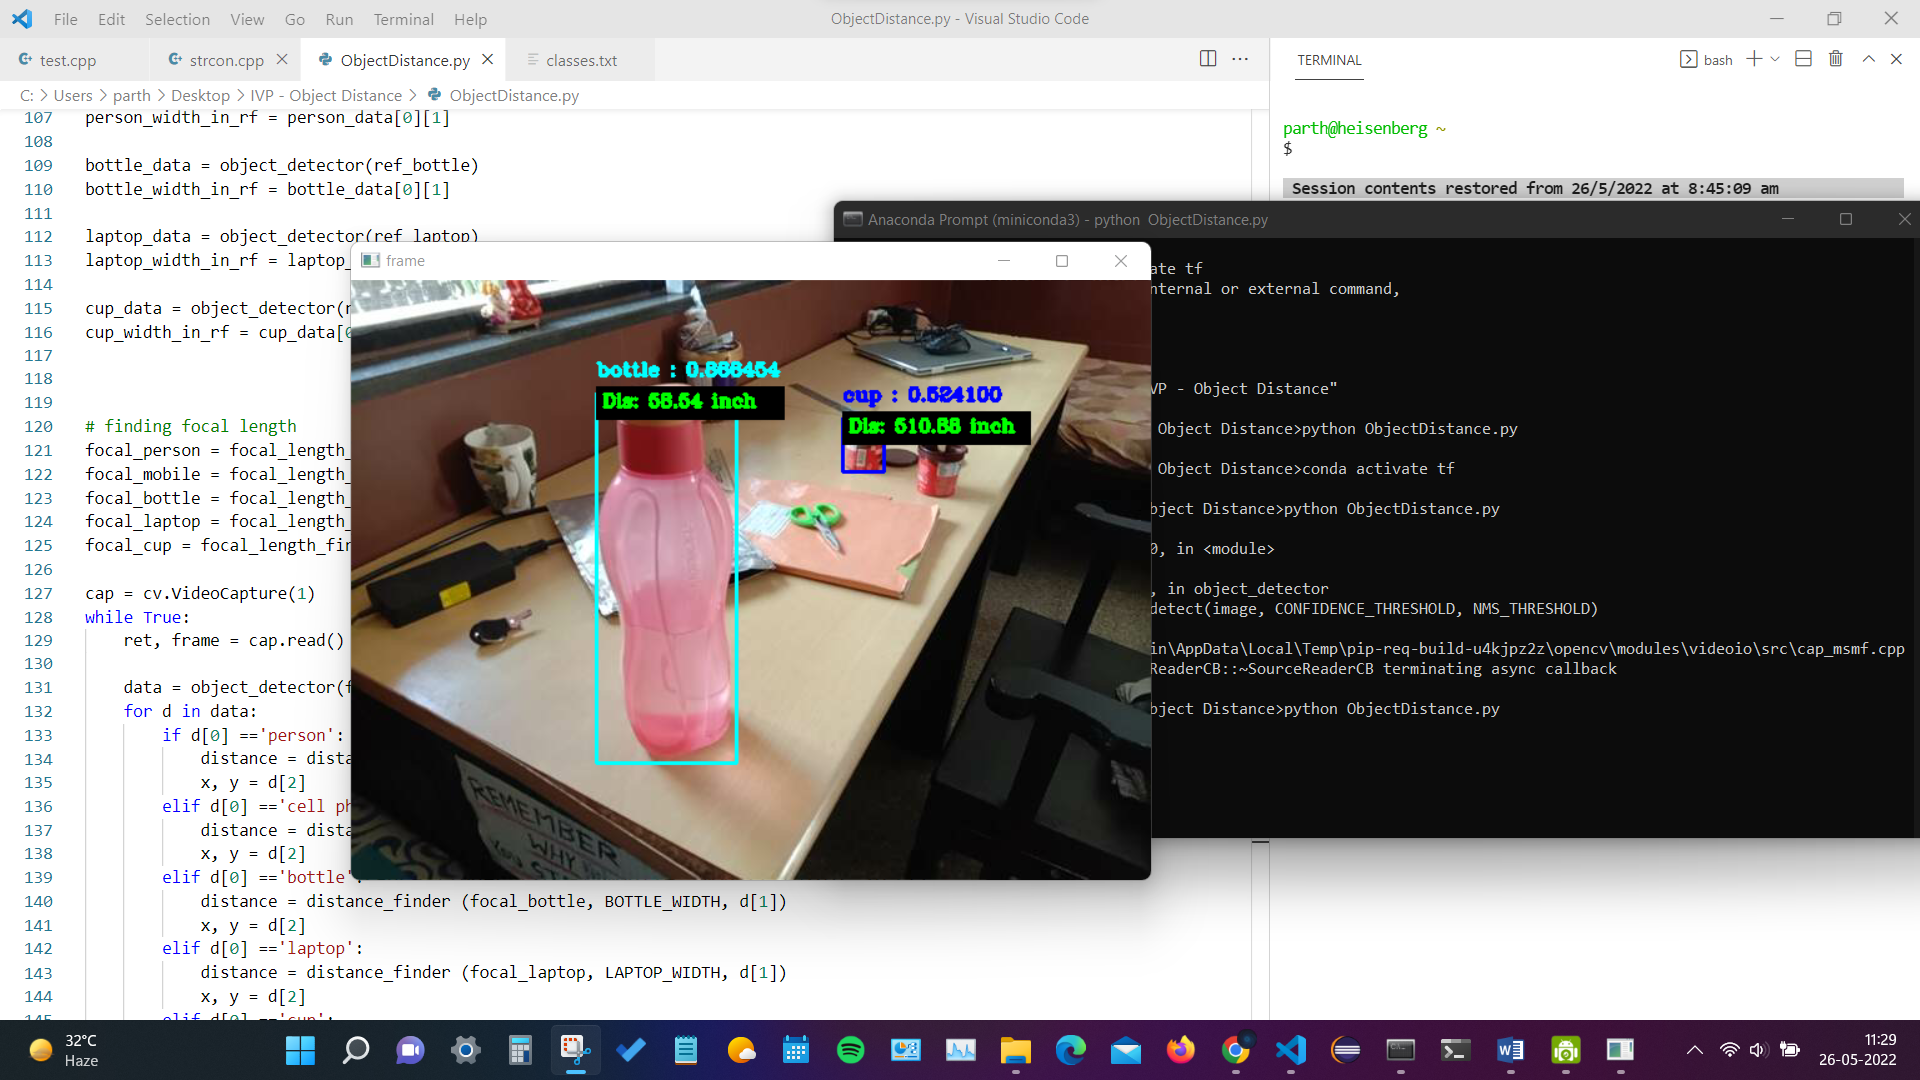 File Edit Selection View Go Run Terminal Help
ObjectDistance.py - Visual Studio Code
test.cpp
strcon.cpp
ObjectDistance.py
classes.txt
C: > Users > parth > Desktop > IVP - Object Distance > ObjectDistance.py
107 person_width_in_rf = person_data[0][1]
108
109 bottle_data = object_detector(ref_bottle)
110 bottle_width_in_rf = bottle_data[0][1]
111
112 laptop_data = object_detector(ref_laptop)
113 laptop_width_in_rf = laptop_
114
115 cup_data = object_detector(r
116 cup_width_in_rf = cup_data[0
117
118
119
120 # finding focal length
121 focal_person = focal_length_
122 focal_mobile = focal_length_
123 focal_bottle = focal_length_
124 focal_laptop = focal_length_
125 focal_cup = focal_length_fin
126
127 cap = cv.VideoCapture(1)
128 while True:
129 ret, frame = cap.read()
130
131 data = object_detector(f
132 for d in data:
133 if d[0] =='person':
134 distance = dista
135 x, y = d[2]
136 elif d[0] =='cell ph
137 distance = dista
138 x, y = d[2]
139 elif d[0] =='bottle':
140 distance = distance_finder (focal_bottle, BOTTLE_WIDTH, d[1])
141 x, y = d[2]
142 elif d[0] =='laptop':
143 distance = distance_finder (focal_laptop, LAPTOP_WIDTH, d[1])
144 x, y = d[2]
145 elif d[0] =='cup':
frame
bottle : 0.888454
Dis: 58.54 inch
cup : 0.524100
Dis: 510.88 inch
REMEMBER
WHY
YOU ST
TERMINAL
bash
parth@heisenberg ~
$
Session contents restored from 26/5/2022 at 8:45:09 am
Anaconda Prompt (miniconda3) - python ObjectDistance.py
ate tf
nternal or external command,
VP - Object Distance"
Object Distance>python ObjectDistance.py
Object Distance>conda activate tf
bject Distance>python ObjectDistance.py
0, in <module>
, in object_detector
detect(image, CONFIDENCE_THRESHOLD, NMS_THRESHOLD)
in\AppData\Local\Temp\pip-req-build-u4kjpz2z\opencv\modules\videoio\src\cap_msmf.cpp
ReaderCB::~SourceReaderCB terminating async callback
bject Distance>python ObjectDistance.py
32°C
Haze
11:29
26-05-2022